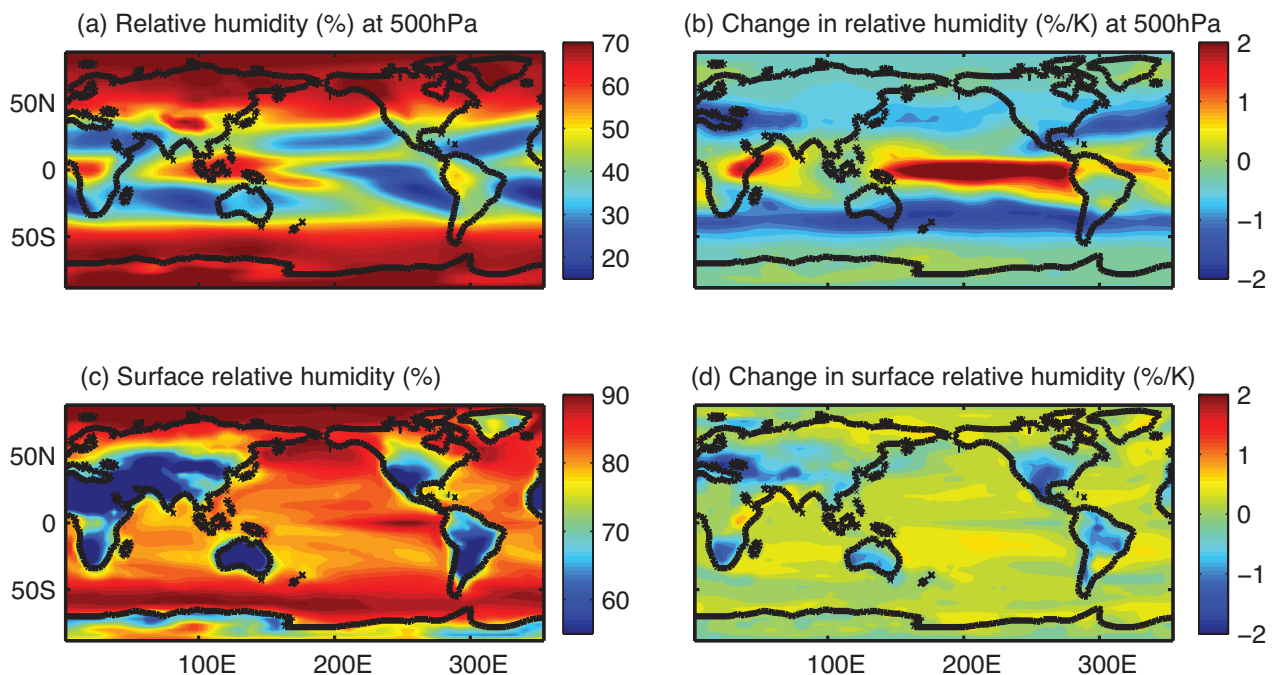 (a) Relative humidity (%) at 500hPa
(b) Change in relative humidity (%/K) at 500hPa
50N
0
50S
70
60
50
40
30
20
2
1
0
−1
−2
(c) Surface relative humidity (%)
(d) Change in surface relative humidity (%/K)
50N
0
50S
90
80
70
60
2
1
0
−1
−2
100E
200E
300E
100E
200E
300E